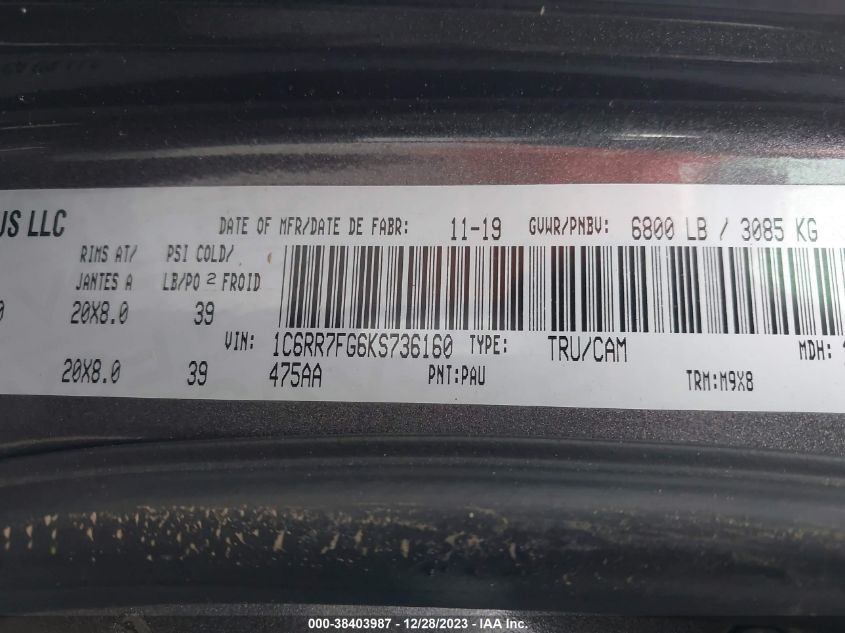 US LLC
DATE OF MFR/DATE DE FABR: 11-19 GVWR/PNBV: 6800 LB / 3085 KG
RIMS AT/ PSI COLD/
JANTES A LB/PO 2 FROID
20X8.0 39
VIN: 1C6RR7FG6KS736160 TYPE: TRU/CAM MDH:
20X8.0 39 475AA PNT:PAU TRM:M9X8
000-38403987 - 12/28/2023 - © IAA Inc.